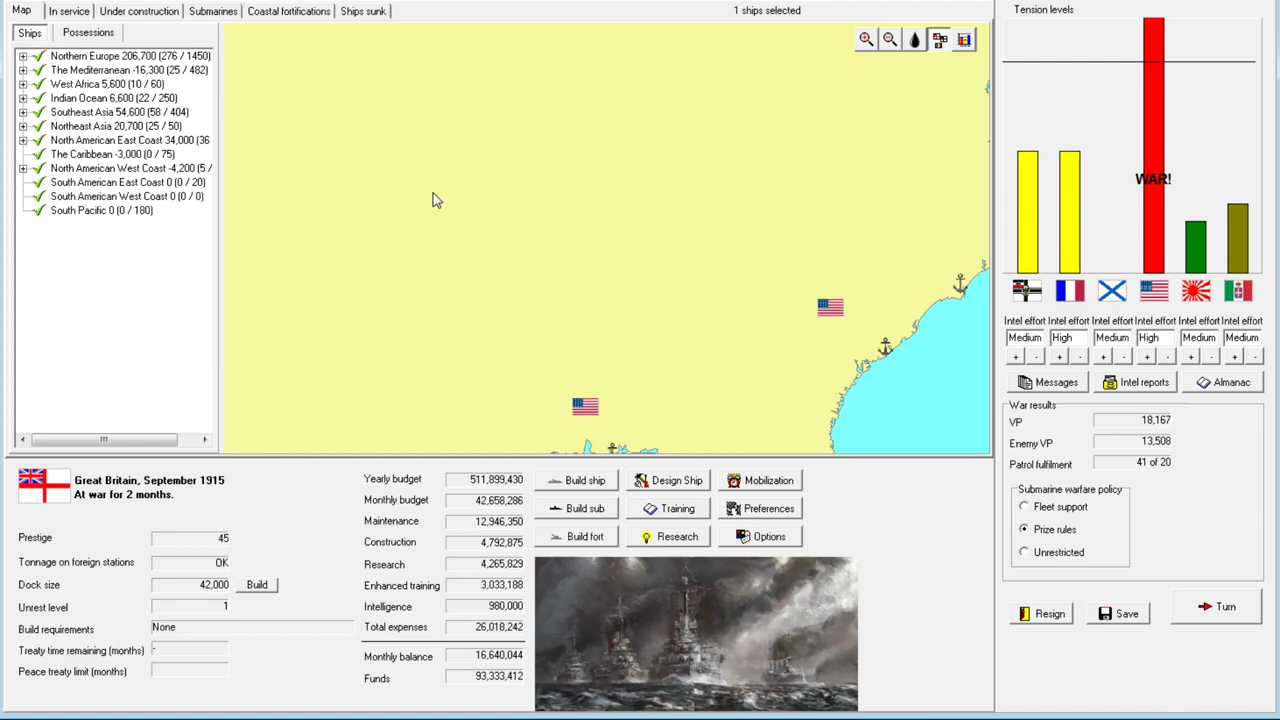 Map
In service
Under construction
Submarines
Coastal fortifications
Ships sunk
1 ships selected
Tension levels
Ships
Possessions
Northern Europe 206,700 (276 / 1450)
The Mediterranean -16,300 (25 / 482)
West Africa 5,600 (10 / 60)
Indian Ocean 6,600 (22 / 250)
Southeast Asia 54,600 (58 / 404)
Northeast Asia 20,700 (25 / 50)
North American East Coast 34,000 (36
The Caribbean -3,000 (0 / 75)
North American West Coast -4,200 (5 /
South American East Coast 0 (0 / 20)
South American West Coast 0 (0 / 0)
South Pacific 0 (0 / 180)
WAR!
Intel effort Intel effort Intel effort Intel effort Intel effort Intel effort
Medium High Medium High Medium Medium
+ - + - + - + - + - + -
Messages
Intel reports
Almanac
War results
VP 18,167
Enemy VP 13,508
Patrol fulfilment 41 of 20
Submarine warfare policy
Fleet support
Prize rules
Unrestricted
Resign
Save
Turn
Great Britain, September 1915
At war for 2 months.
Prestige 45
Tonnage on foreign stations OK
Dock size 42,000 Build
Unrest level 1
Build requirements None
Treaty time remaining (months) -
Peace treaty limit (months)
Yearly budget 511,899,430
Monthly budget 42,658,286
Maintenance 12,946,350
Construction 4,792,875
Research 4,265,829
Enhanced training 3,033,188
Intelligence 980,000
Total expenses 26,018,242
Monthly balance 16,640,044
Funds 93,333,412
Build ship
Design Ship
Mobilization
Build sub
Training
Preferences
Build fort
Research
Options